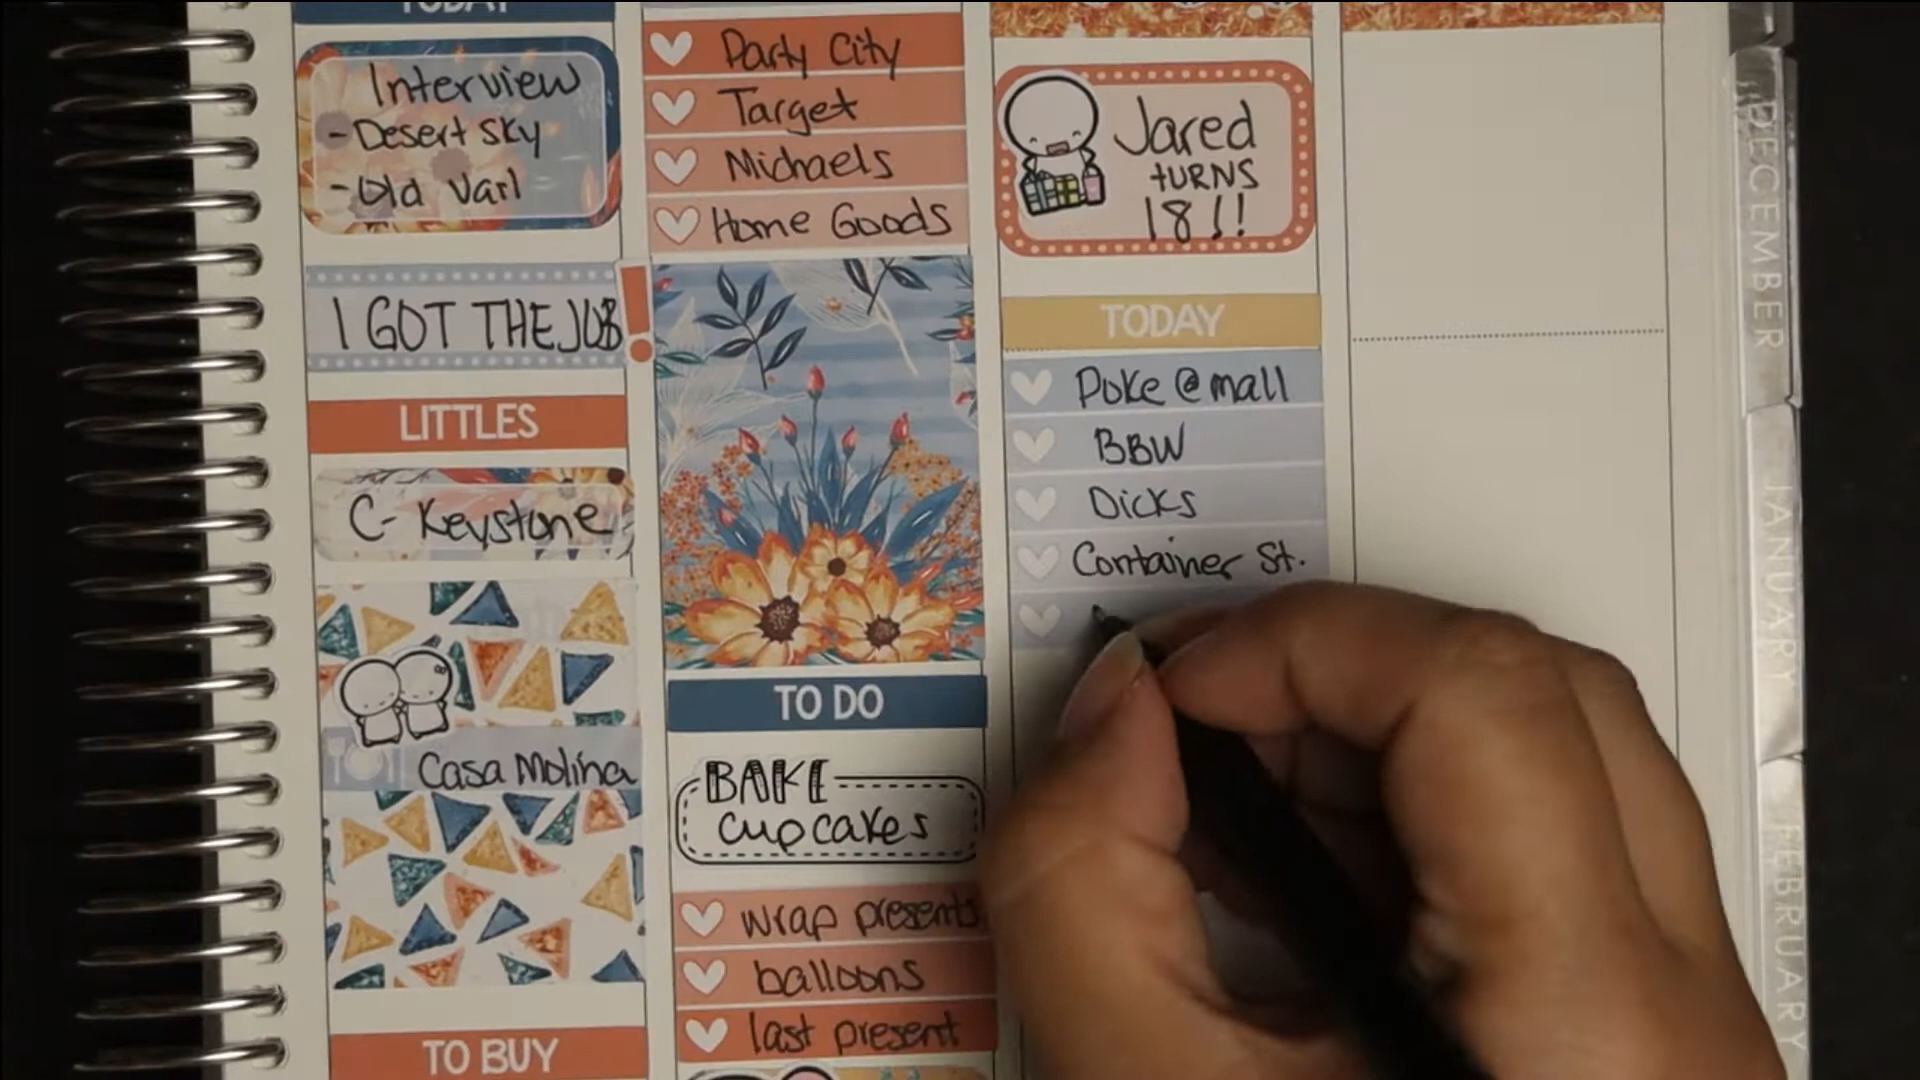 TODAY
Interview
-Desert Sky
-Old Vail
I GOT THE JOB!
LITTLES
C- Keystone
Casa Molina
TO BUY
Party City
Target
Michaels
Home Goods
TO DO
BAKE
cupcakes
wrap presents
balloons
last present
Jared
TURNS
18!!
TODAY
Poke @ mall
BBW
Dicks
Container St.
DECEMBER
JANUARY
FEBRUARY